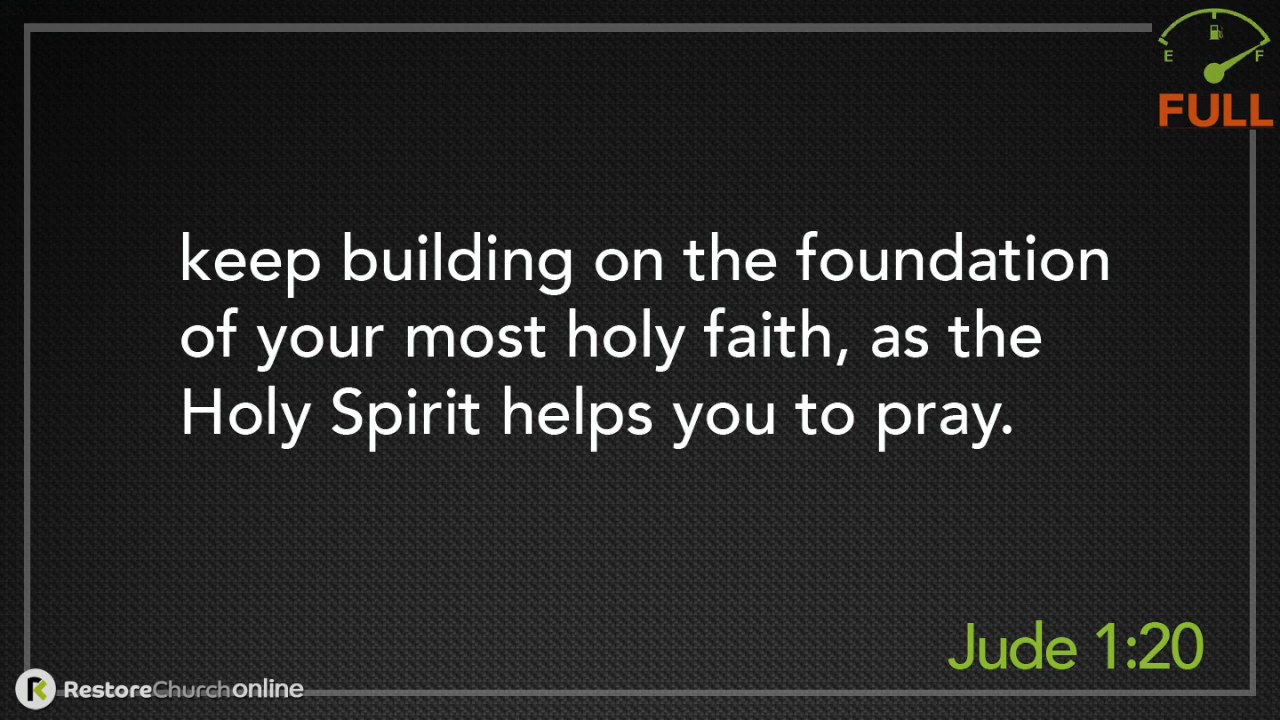 E F
FULL
keep building on the foundation
of your most holy faith, as the
Holy Spirit helps you to pray.
Jude 1:20
RestoreChurchonline